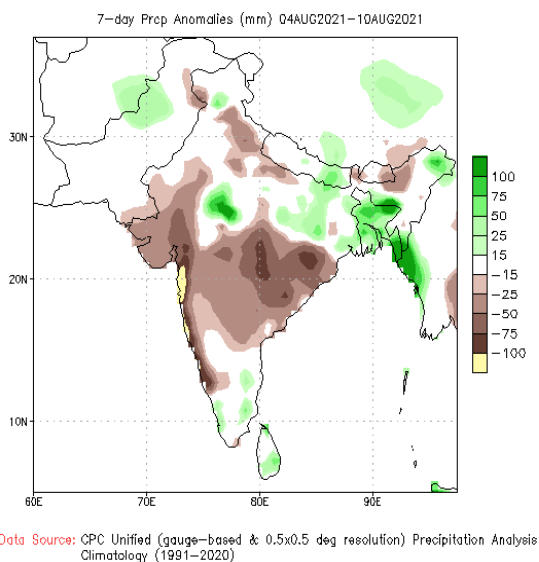 7-day Prcp Anomalies (mm) 04AUG2021-10AUG2021
30N
20N
10N
60E 70E 80E 90E
100
75
50
25
15
-15
-25
-50
-75
-100
Data Source: CPC Unified (gauge-based & 0.5x0.5 deg resolution) Precipitation Analysis
Climatology (1991-2020)